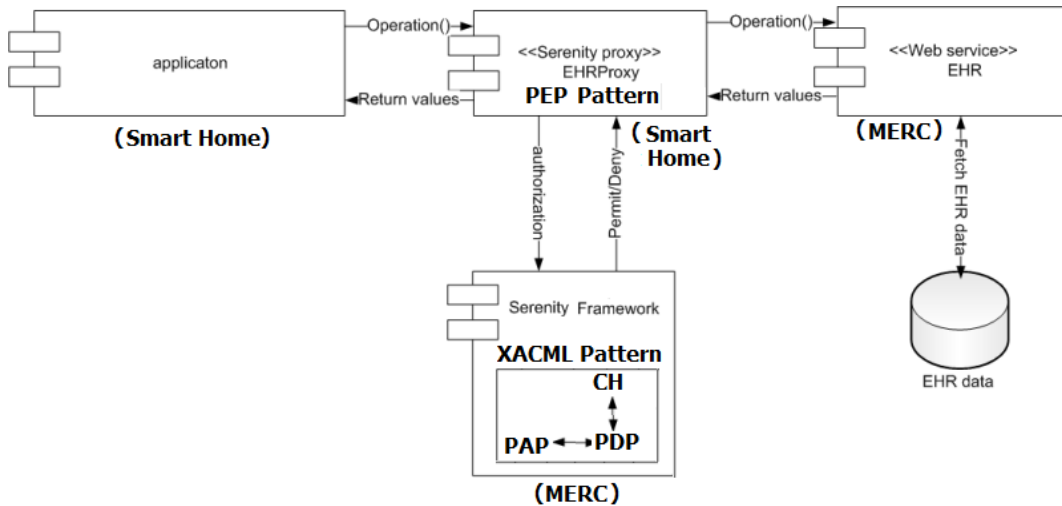 Operation()
Operation()
applicaton
<<Serenity proxy>>
EHRProxy
PEP Pattern
<<Web service>>
EHR
Return values
Return values
(Smart Home)
(Smart
Home)
(MERC)
authorization
Permit/Deny
Fetch EHR
data
Serenity Framework
XACML Pattern
CH
PAP
PDP
(MERC)
EHR data